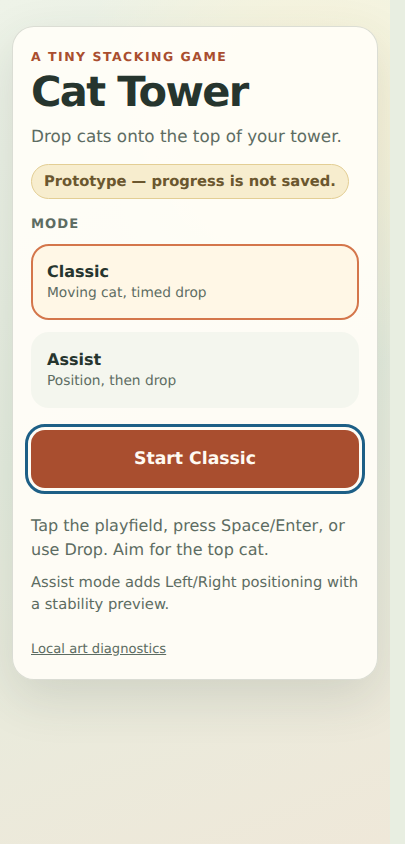 A TINY STACKING GAME
Cat Tower
Drop cats onto the top of your tower.
Prototype — progress is not saved.
MODE
Classic
Moving cat, timed drop
Assist
Position, then drop
Start Classic
Tap the playfield, press Space/Enter, or
use Drop. Aim for the top cat.
Assist mode adds Left/Right positioning with
a stability preview.
Local art diagnostics